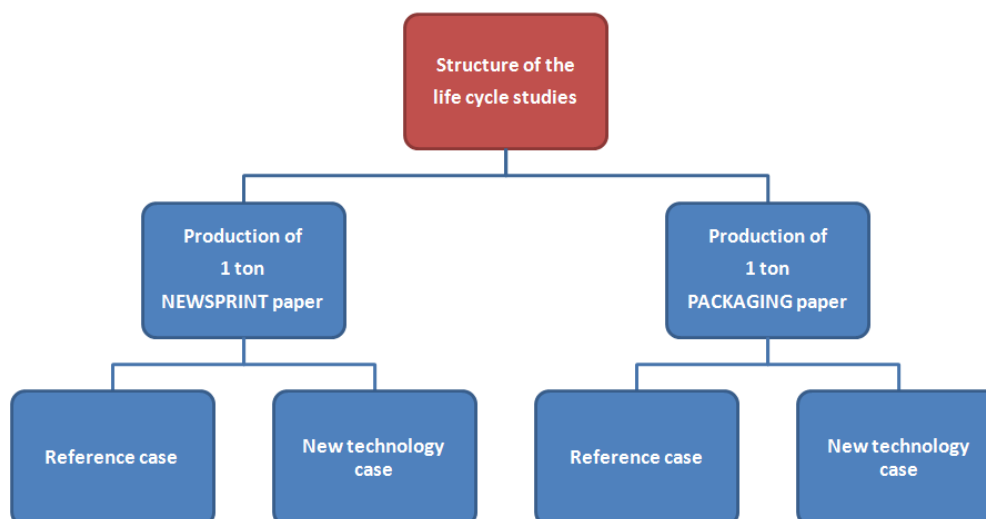 Structure of the
life cycle studies
Production of
1 ton
NEWSPRINT paper
Production of
1 ton
PACKAGING paper
Reference case
New technology
case
Reference case
New technology
case